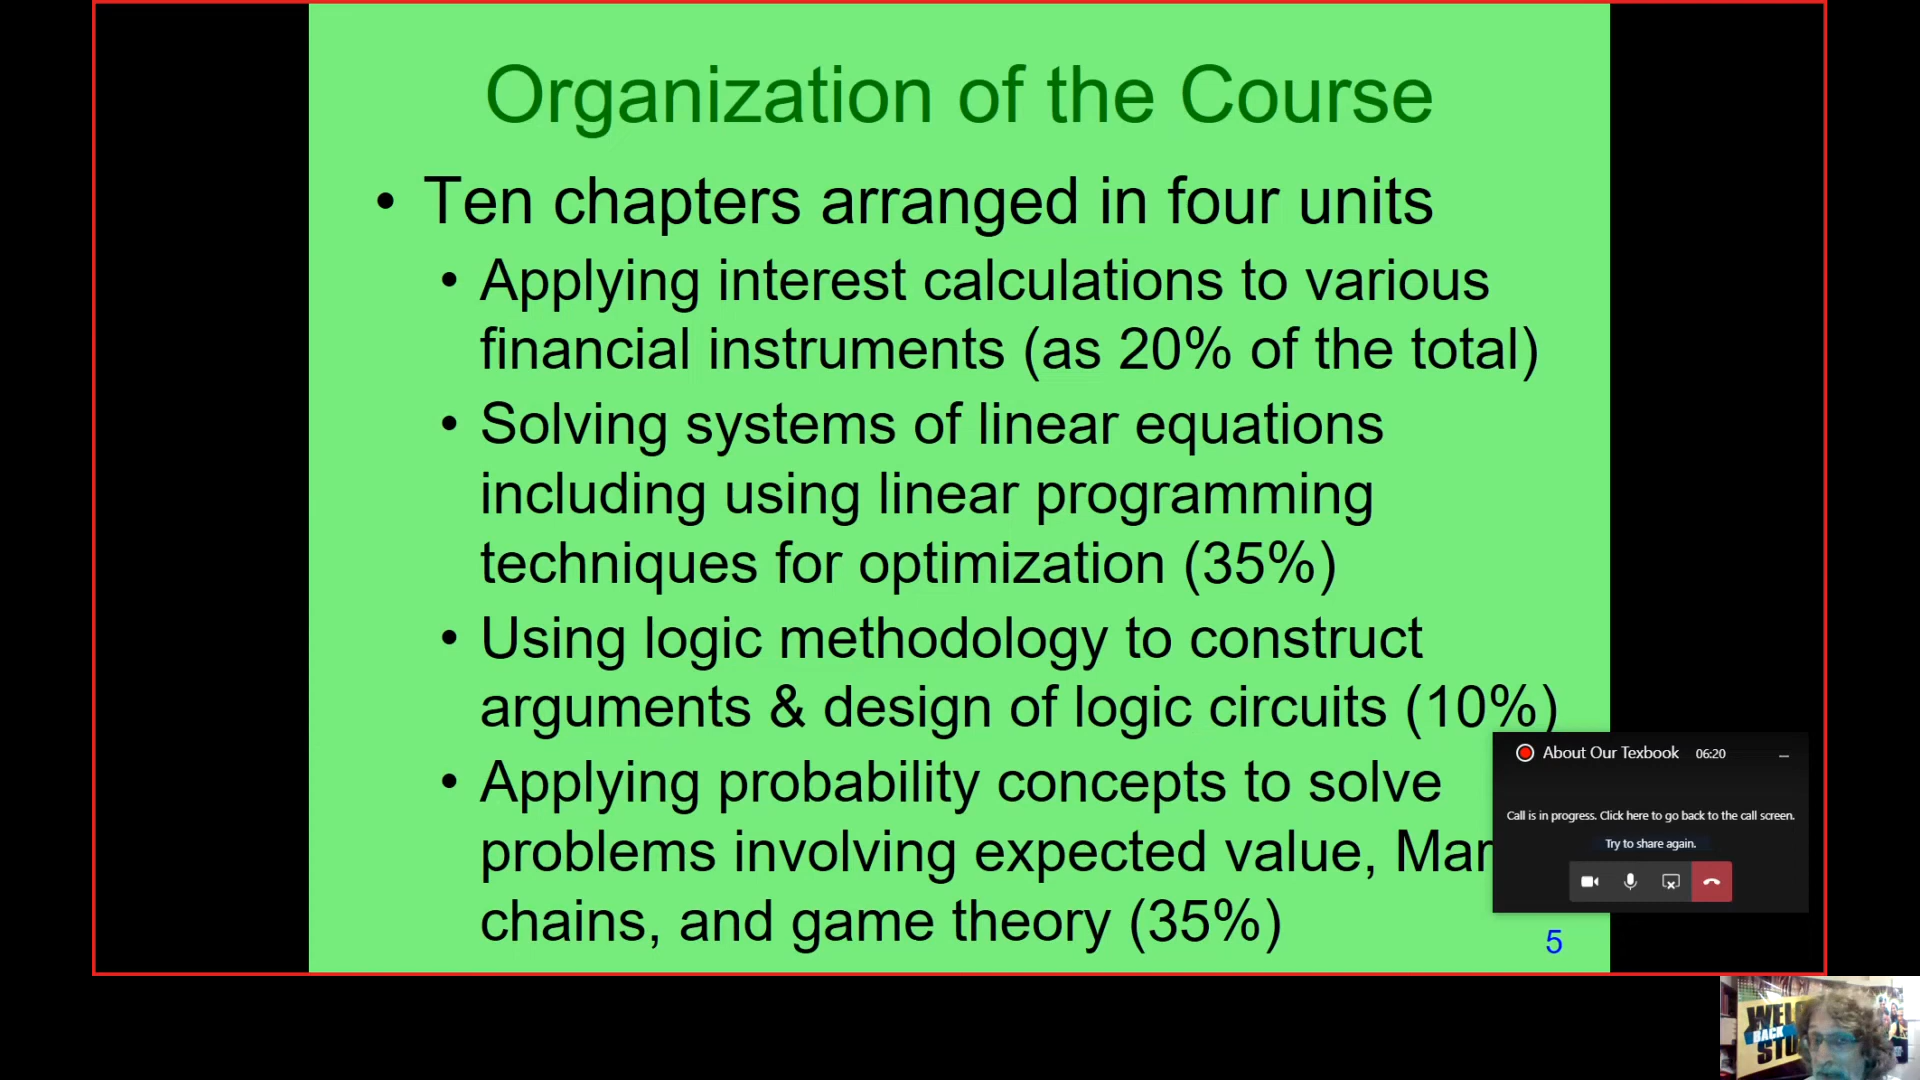 Organization of the Course
• Ten chapters arranged in four units
• Applying interest calculations to various
financial instruments (as 20% of the total)
• Solving systems of linear equations
including using linear programming
techniques for optimization (35%)
• Using logic methodology to construct
arguments & design of logic circuits (10%)
• Applying probability concepts to solve
problems involving expected value, Mar
chains, and game theory (35%)
5
About Our Texbook 06:20
Call is in progress. Click here to go back to the call screen.
Try to share again.
WEL
BACK
STU